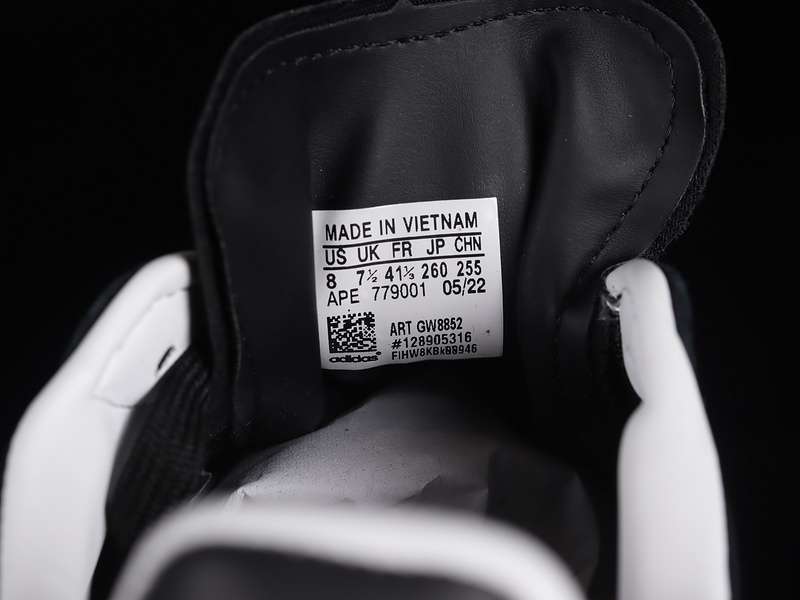 MADE IN VIETNAM
US UK FR JP CHN
8 7½ 41⅓ 260 255
APE 779001 05/22
ART GW8852
#128905316
adidas